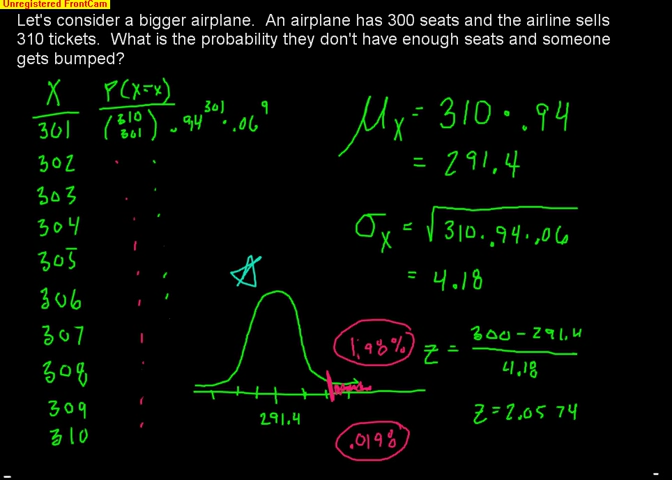 Unregistered FrontCam
Let's consider a bigger airplane. An airplane has 300 seats and the airline sells
310 tickets. What is the probability they don't have enough seats and someone
gets bumped?
X P(X=x)
301 (310 301) · .94^301 · .06^9
302
303
304
305
306
307
308
309
310
μ_X = 310 · .94
= 291.4
σ_X = √310 · .94 · .06
= 4.18
z = (300 - 291.4)/4.18
z = 2.0574
1.98%
.0198
291.4